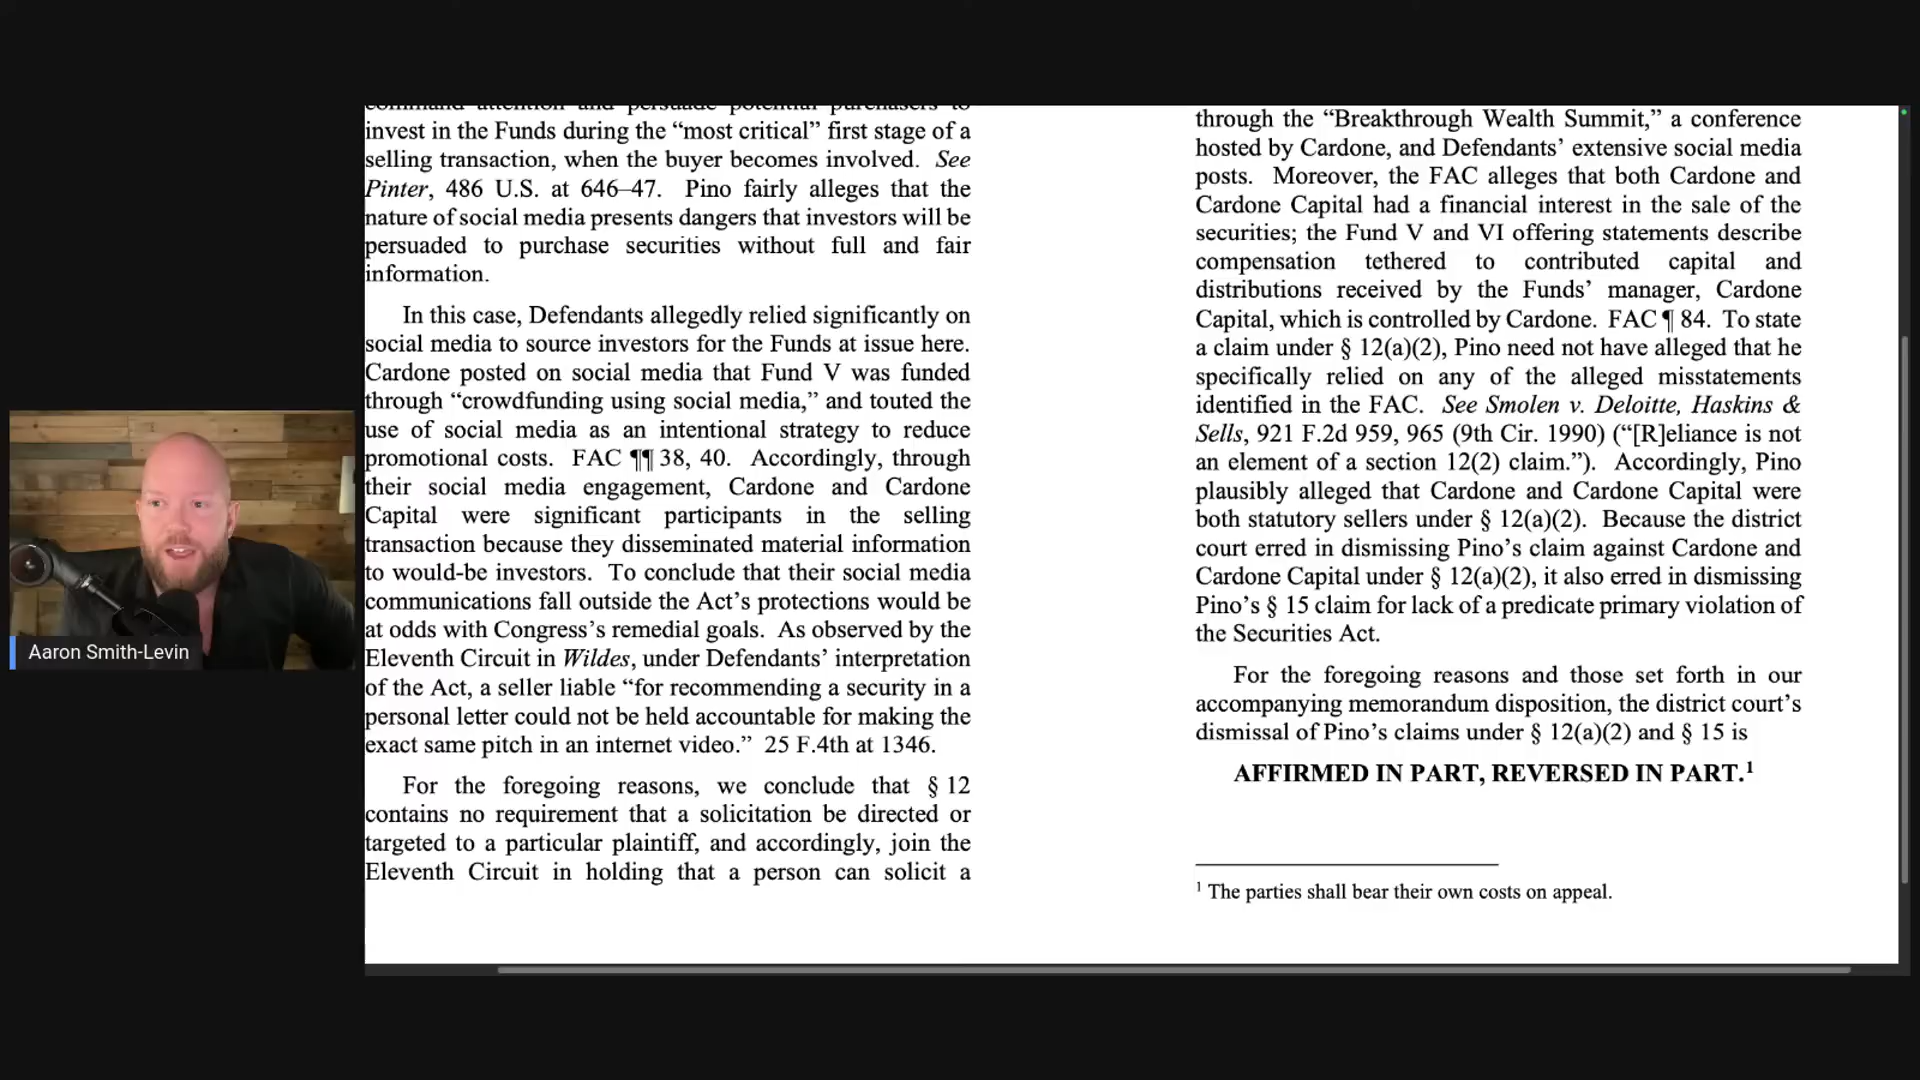 command attention and persuade potential purchasers to
invest in the Funds during the “most critical” first stage of a
selling transaction, when the buyer becomes involved. See
Pinter, 486 U.S. at 646–47. Pino fairly alleges that the
nature of social media presents dangers that investors will be
persuaded to purchase securities without full and fair
information.
In this case, Defendants allegedly relied significantly on
social media to source investors for the Funds at issue here.
Cardone posted on social media that Fund V was funded
through “crowdfunding using social media,” and touted the
use of social media as an intentional strategy to reduce
promotional costs. FAC ¶¶ 38, 40. Accordingly, through
their social media engagement, Cardone and Cardone
Capital were significant participants in the selling
transaction because they disseminated material information
to would-be investors. To conclude that their social media
communications fall outside the Act’s protections would be
at odds with Congress’s remedial goals. As observed by the
Eleventh Circuit in Wildes, under Defendants’ interpretation
of the Act, a seller liable “for recommending a security in a
personal letter could not be held accountable for making the
exact same pitch in an internet video.” 25 F.4th at 1346.
For the foregoing reasons, we conclude that § 12
contains no requirement that a solicitation be directed or
targeted to a particular plaintiff, and accordingly, join the
Eleventh Circuit in holding that a person can solicit a
through the “Breakthrough Wealth Summit,” a conference
hosted by Cardone, and Defendants’ extensive social media
posts. Moreover, the FAC alleges that both Cardone and
Cardone Capital had a financial interest in the sale of the
securities; the Fund V and VI offering statements describe
compensation tethered to contributed capital and
distributions received by the Funds’ manager, Cardone
Capital, which is controlled by Cardone. FAC ¶ 84. To state
a claim under § 12(a)(2), Pino need not have alleged that he
specifically relied on any of the alleged misstatements
identified in the FAC. See Smolen v. Deloitte, Haskins &
Sells, 921 F.2d 959, 965 (9th Cir. 1990) (“[R]eliance is not
an element of a section 12(2) claim.”). Accordingly, Pino
plausibly alleged that Cardone and Cardone Capital were
both statutory sellers under § 12(a)(2). Because the district
court erred in dismissing Pino’s claim against Cardone and
Cardone Capital under § 12(a)(2), it also erred in dismissing
Pino’s § 15 claim for lack of a predicate primary violation of
the Securities Act.
For the foregoing reasons and those set forth in our
accompanying memorandum disposition, the district court’s
dismissal of Pino’s claims under § 12(a)(2) and § 15 is
AFFIRMED IN PART, REVERSED IN PART.¹
¹ The parties shall bear their own costs on appeal.
Aaron Smith-Levin